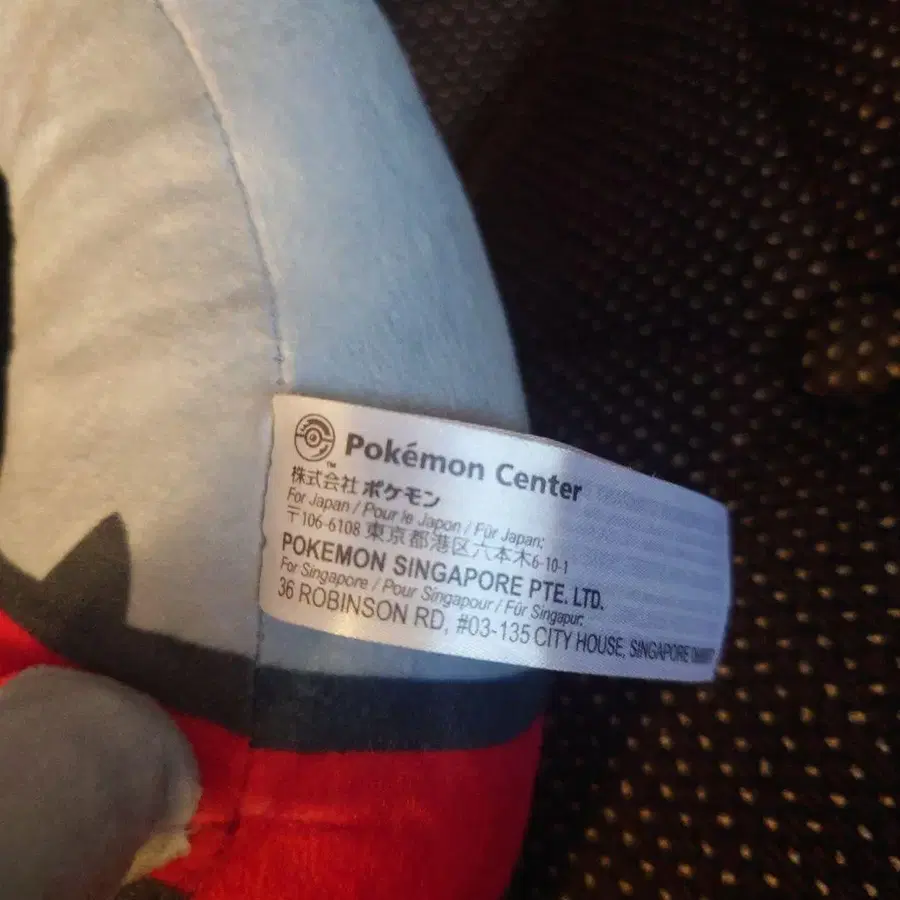 Pokémon Center
™
株式会社 ポケモン
For Japan / Pour le Japon / Für Japan;
〒106-6108 東京都港区六本木6-10-1
POKEMON SINGAPORE PTE. LTD.
For Singapore / Pour Singapour / Für Singapur;
36 ROBINSON RD, #03-135 CITY HOUSE, SINGAPORE